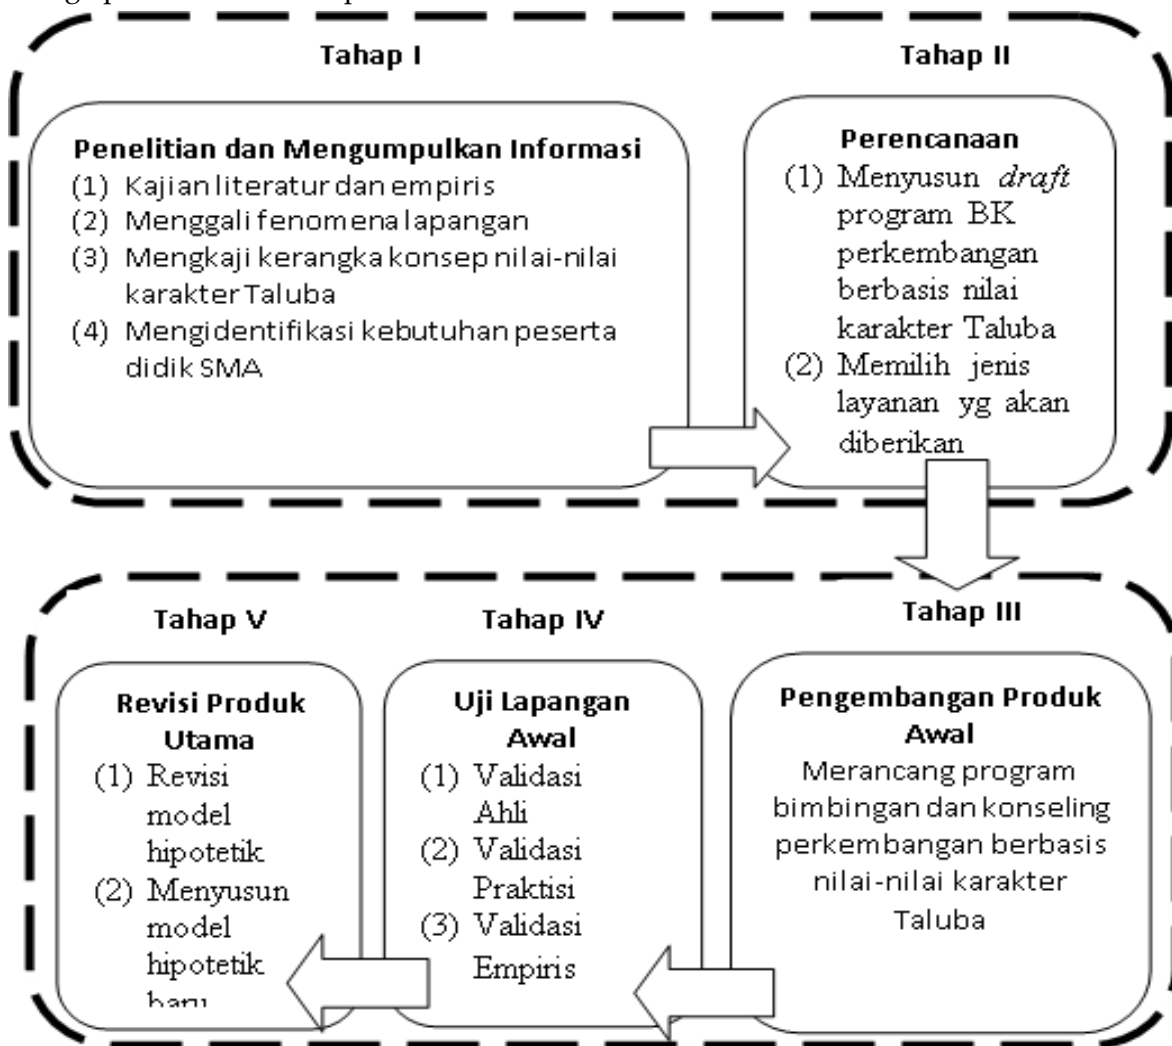 Tahap I
Penelitian dan Mengumpulkan Informasi
(1) Kajian literatur dan empiris
(2) Menggali fenomena lapangan
(3) Mengkaji kerangka konsep nilai-nilai
karakter Taluba
(4) Mengidentifikasi kebutuhan peserta
didik SMA
Tahap II
Perencanaan
(1) Menyusun draft
program BK
perkembangan
berbasis nilai
karakter Taluba
(2) Memilih jenis
layanan yg akan
diberikan
Tahap III
Pengembangan Produk
Awal
Merancang program
bimbingan dan konseling
perkembangan berbasis
nilai-nilai karakter
Taluba
Tahap IV
Uji Lapangan
Awal
(1) Validasi
Ahli
(2) Validasi
Praktisi
(3) Validasi
Empiris
Tahap V
Revisi Produk
Utama
(1) Revisi
model
hipotetik
(2) Menyusun
model
hipotetik
baru